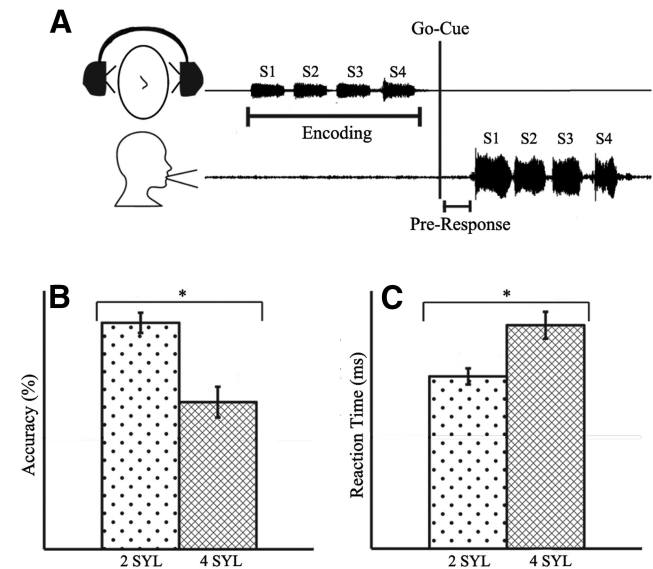 A
Go-Cue
S1 S2 S3 S4
Encoding
S1 S2 S3 S4
Pre-Response
B
*
Accuracy (%)
2 SYL 4 SYL
C
*
Reaction Time (ms)
2 SYL 4 SYL